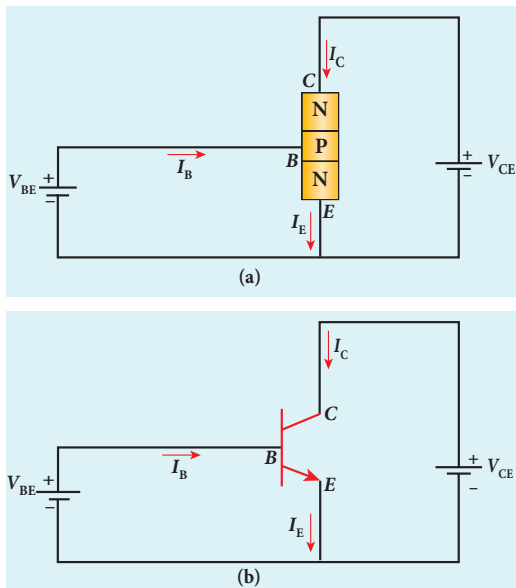 I_C
C
N
P
N
B
I_B
V_BE
+
−
+
−
V_CE
E
I_E
(a)
I_C
C
B
I_B
V_BE
+
−
+
−
V_CE
E
I_E
(b)